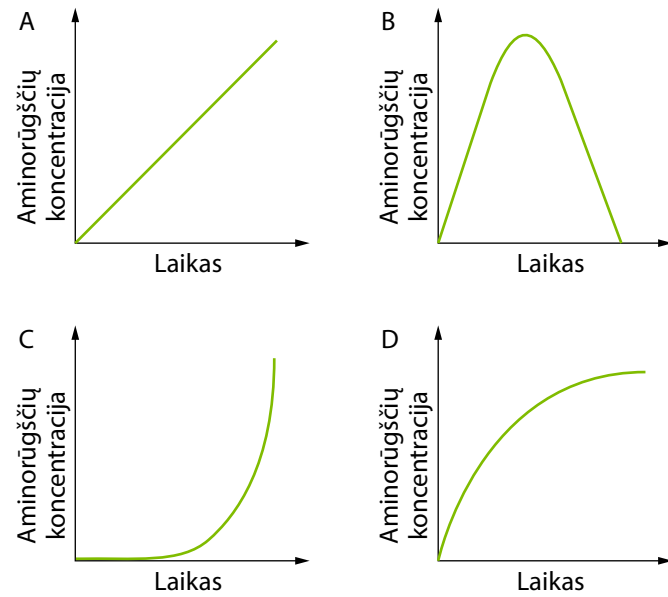 A
Aminorūgščių
koncentracija
Laikas
B
Aminorūgščių
koncentracija
Laikas
C
Aminorūgščių
koncentracija
Laikas
D
Aminorūgščių
koncentracija
Laikas